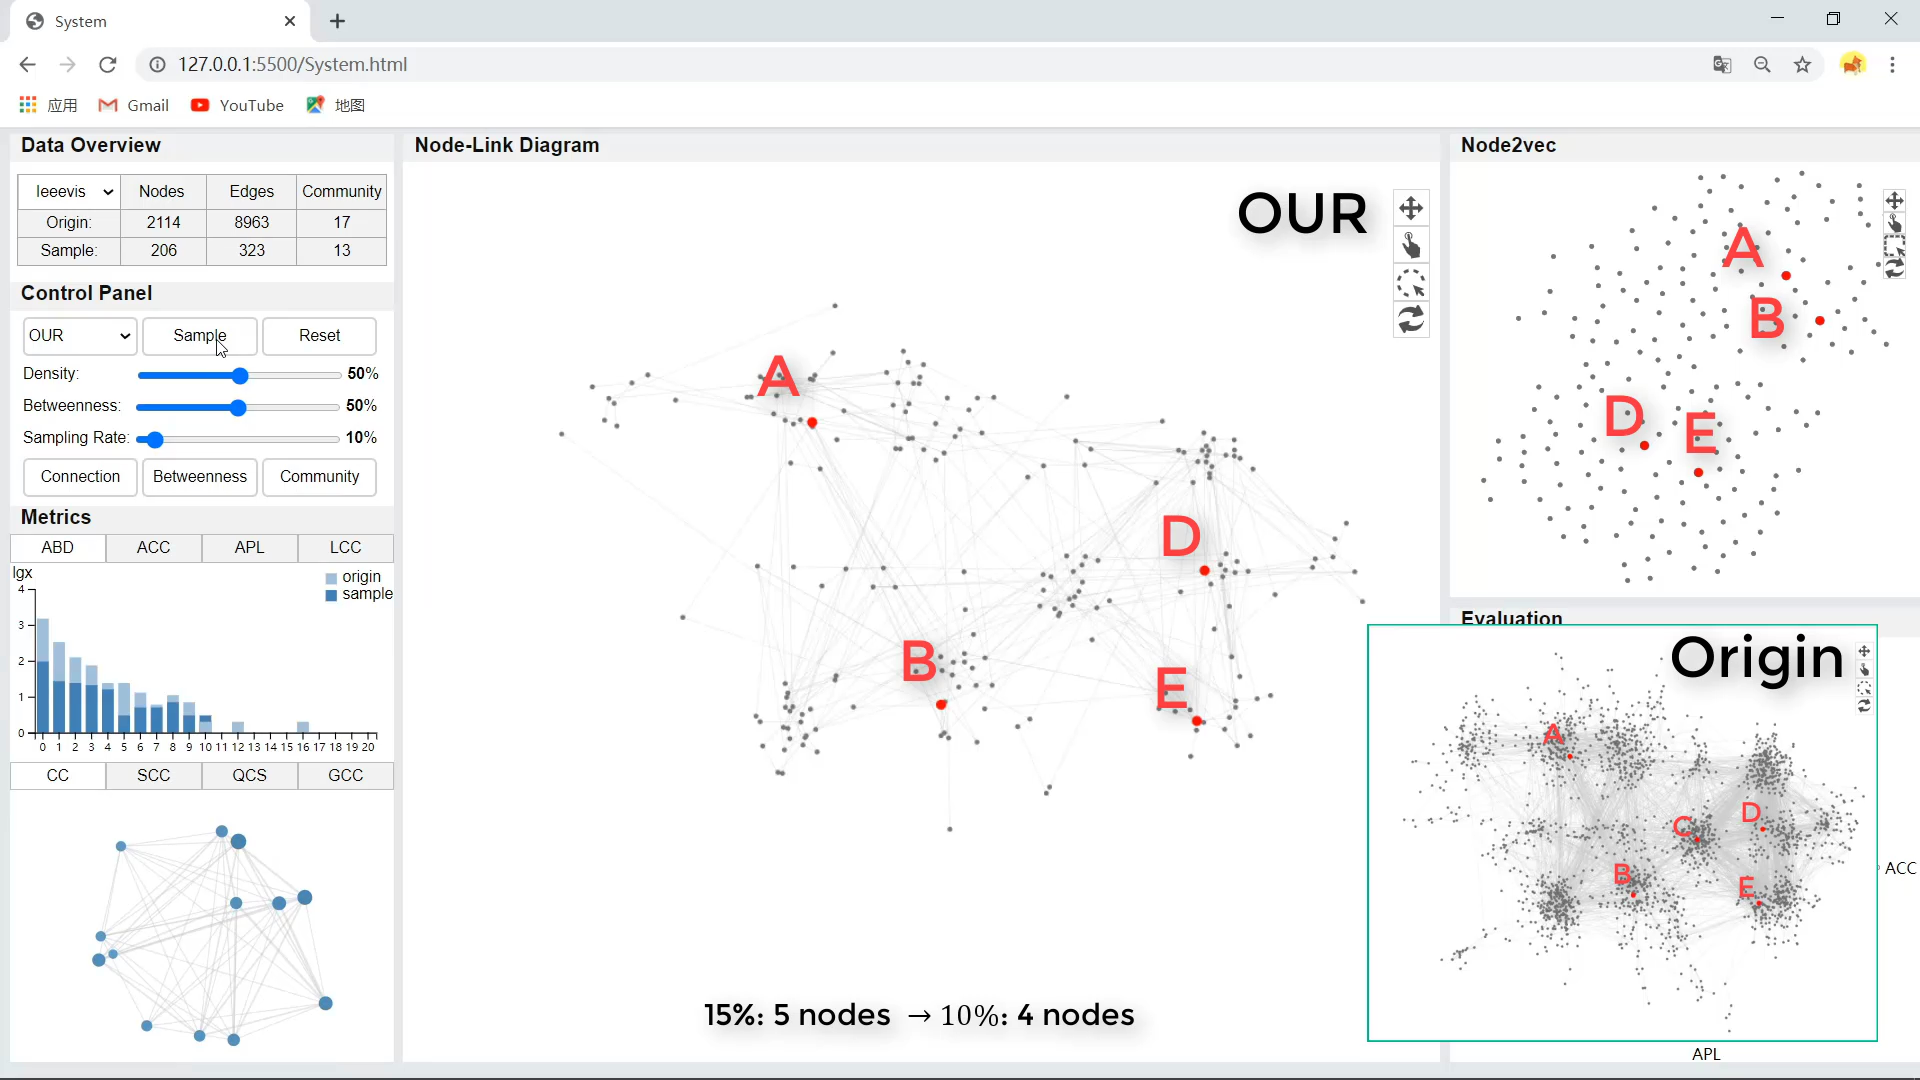 System
127.0.0.1:5500/System.html
应用 Gmail YouTube 地图
Data Overview
Ieeevis Nodes Edges Community
Origin: 2114 8963 17
Sample: 206 323 13
Control Panel
OUR Sample Reset
Density: 50%
Betweenness: 50%
Sampling Rate: 10%
Connection Betweenness Community
Metrics
ABD ACC APL LCC
lgx
origin
sample
4
3
2
1
0
0 1 2 3 4 5 6 7 8 9 10 11 12 13 14 15 16 17 18 19 20
CC SCC QCS GCC
Node-Link Diagram
OUR
A
D
B
E
15%: 5 nodes → 10%: 4 nodes
Node2vec
A
B
D
E
Evaluation
Origin
A
D
C
B
E
ACC
APL